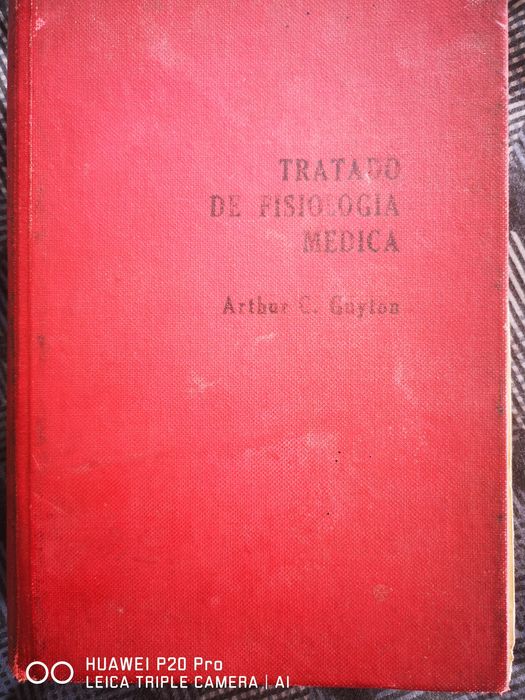 TRATADO
DE FISIOLOGIA
MEDICA
Arthur C. Guyton
HUAWEI P20 Pro
LEICA TRIPLE CAMERA | AI